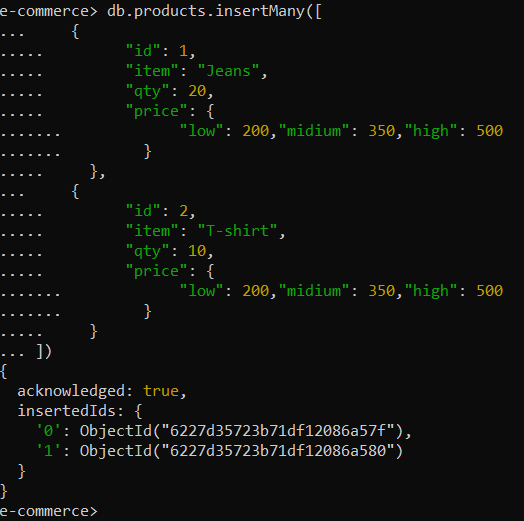 e-commerce> db.products.insertMany([
...     {
.....         "id": 1,
.....         "item": "Jeans",
.....         "qty": 20,
.....         "price": {
.......             "low": 200,"midium": 350,"high": 500
.......         }
.....     },
...     {
.....         "id": 2,
.....         "item": "T-shirt",
.....         "qty": 10,
.....         "price": {
.......             "low": 200,"midium": 350,"high": 500
.......         }
.....     }
... ])
{
  acknowledged: true,
  insertedIds: {
    '0': ObjectId("6227d35723b71df12086a57f"),
    '1': ObjectId("6227d35723b71df12086a580")
  }
}
e-commerce>